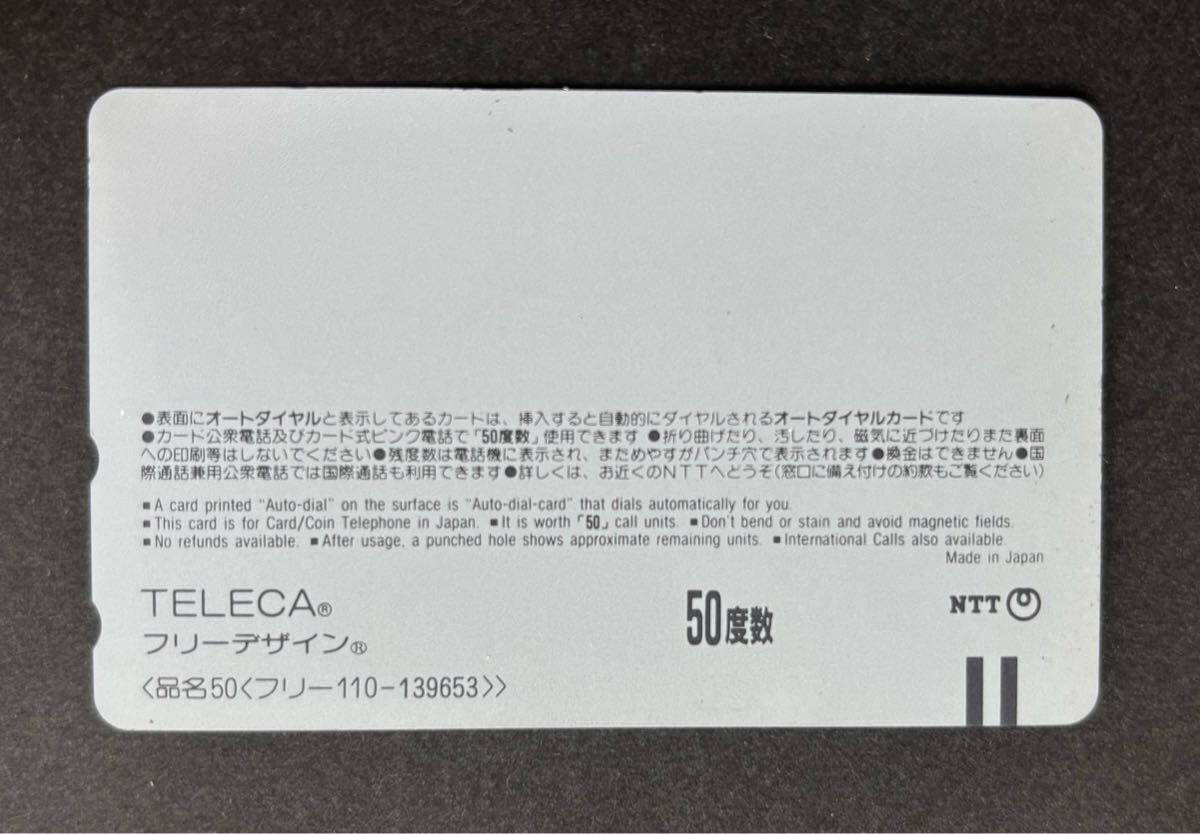 ●表面にオートダイヤルと表示してあるカードは、挿入すると自動的にダイヤルされるオートダイヤルカードです
●カード公衆電話及びカード式ピンク電話で「50度数」使用できます ●折り曲げたり、汚したり、磁気に近づけたりまた裏面
への印刷等はしないでください●残度数は電話機に表示され、まためやすがパンチ穴で表示されます●換金はできません●国
際通話兼用公衆電話では国際通話も利用できます●詳しくは、お近くのNTTへどうぞ(窓口に備え付けの約款もご覧ください)
■A card printed "Auto-dial" on the surface is "Auto-dial-card" that dials automatically for you.
■This card is for Card/Coin Telephone in Japan. ■It is worth「50」call units. ■Don't bend or stain and avoid magnetic fields.
■No refunds available. ■After usage, a punched hole shows approximate remaining units. ■International Calls also available.
Made in Japan
TELECA®
フリーデザイン®
50度数
NTT
〈品名50〈フリー110-139653〉〉